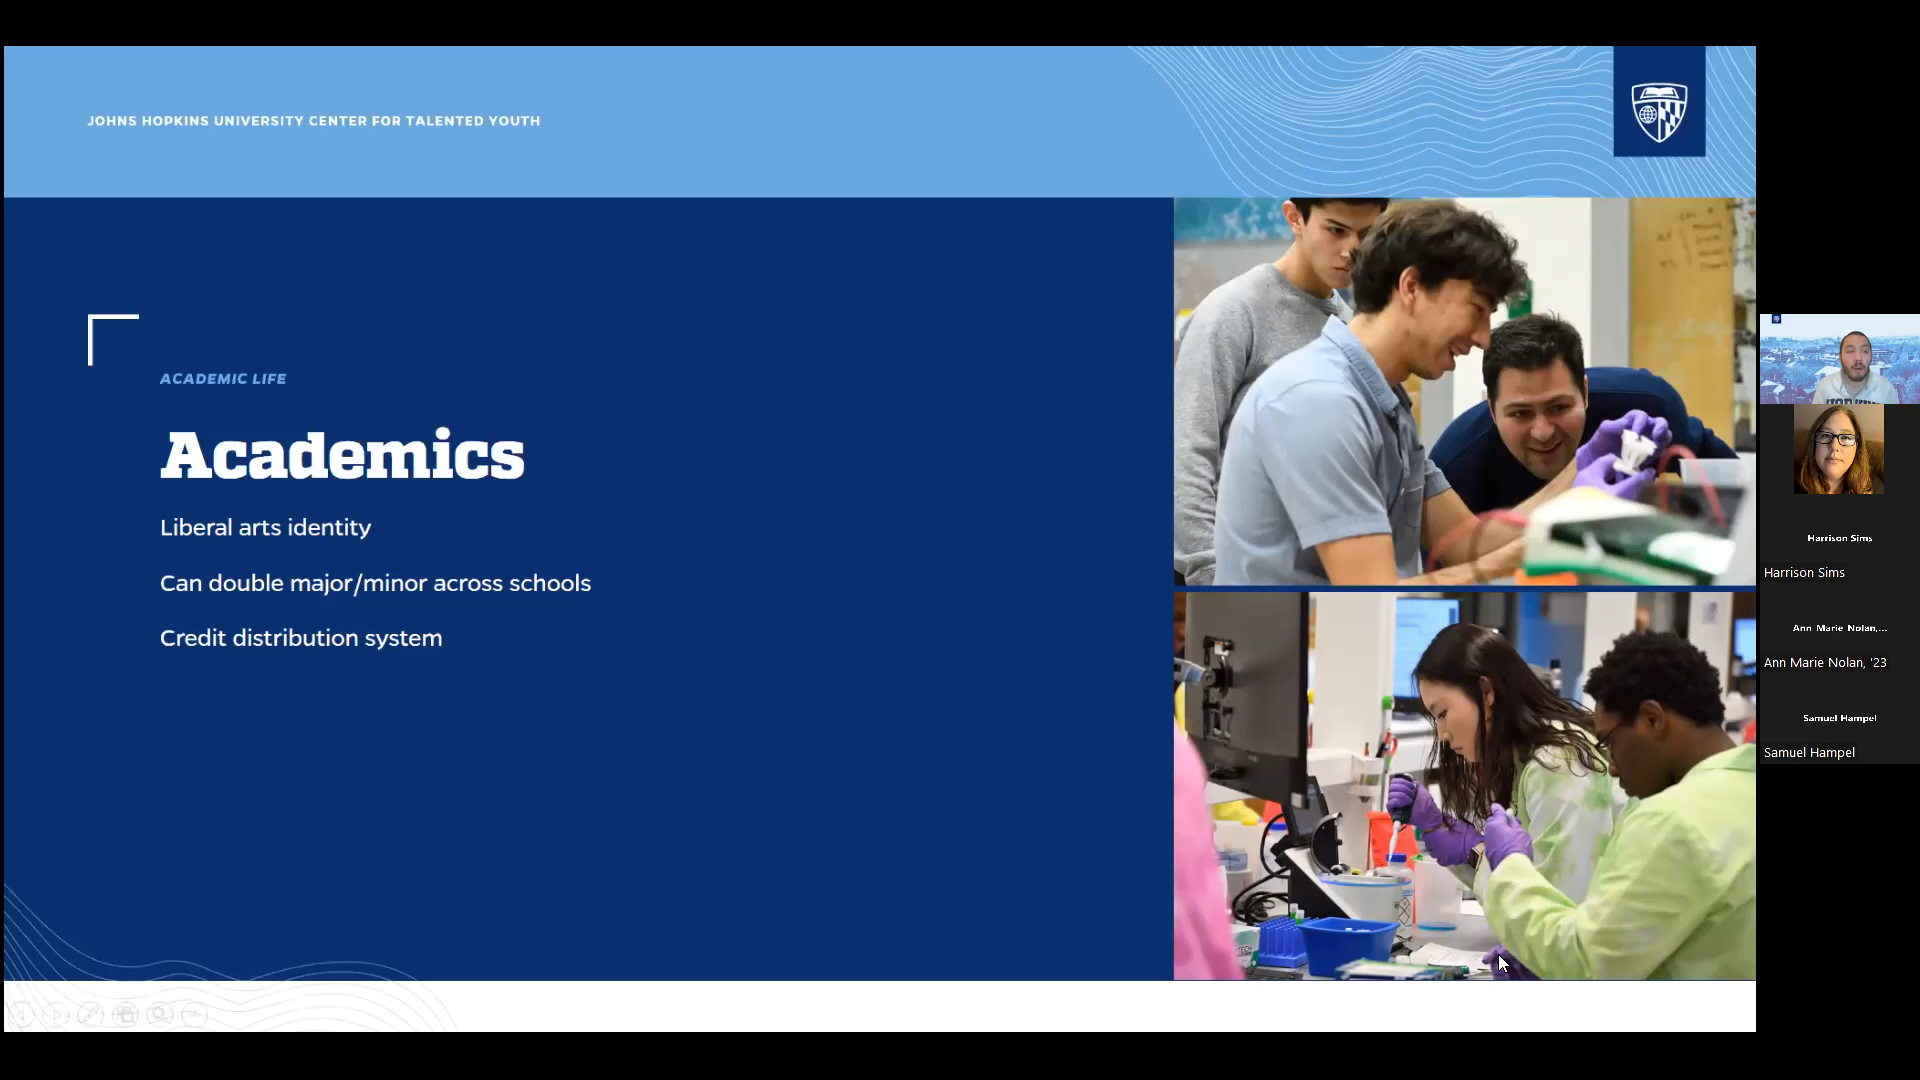 JOHNS HOPKINS UNIVERSITY CENTER FOR TALENTED YOUTH
ACADEMIC LIFE
Academics
Liberal arts identity
Can double major/minor across schools
Credit distribution system
Harrison Sims
Harrison Sims
Ann Marie Nolan,...
Ann Marie Nolan, '23
Samuel Hampel
Samuel Hampel